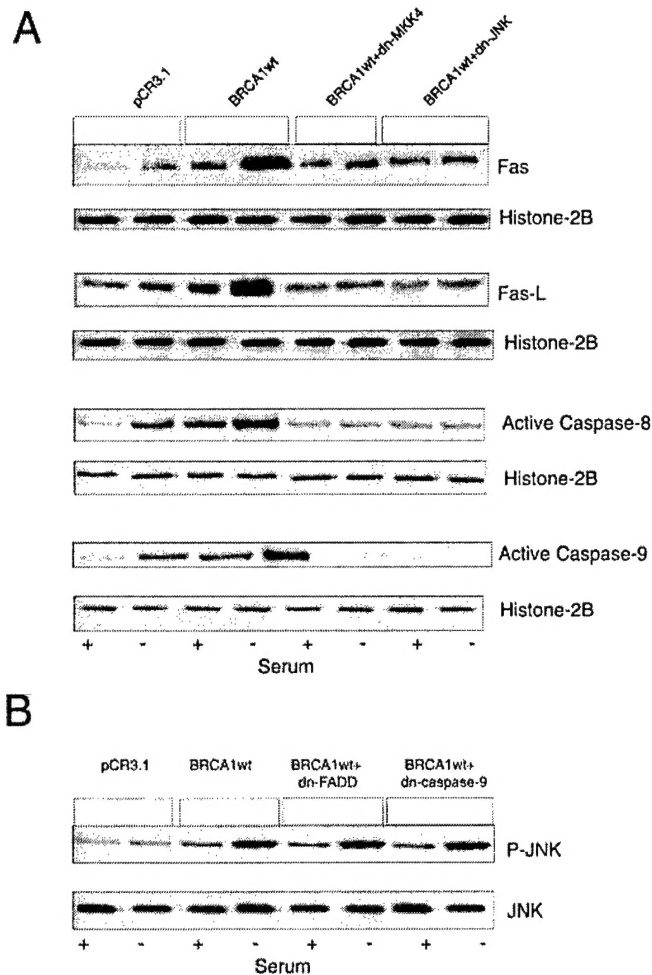 A
pCR3.1
BRCA1wt
BRCA1wt+dn-MKK4
BRCA1wt+dn-JNK
Fas
Histone-2B
Fas-L
Histone-2B
Active Caspase-8
Histone-2B
Active Caspase-9
Histone-2B
+ - + - + - + -
Serum
B
pCR3.1 BRCA1wt BRCA1wt+ BRCA1wt+
dn-FADD dn-caspase-9
P-JNK
JNK
+ - + - + - + -
Serum